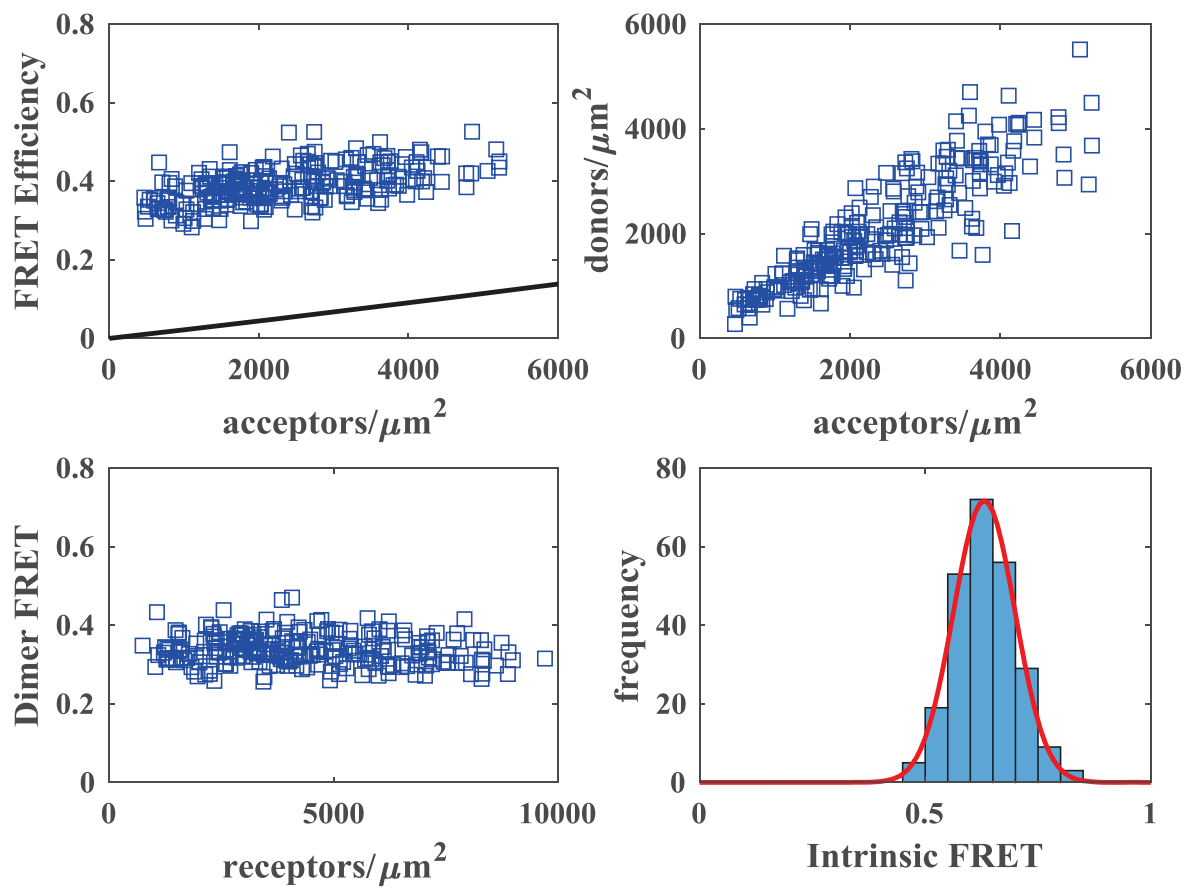 0.8
0.6
0.4
0.2
0
FRET Efficiency
0 2000 4000 6000
acceptors/μm²
6000
4000
2000
0
donors/μm²
0 2000 4000 6000
acceptors/μm²
0.8
0.6
0.4
0.2
0
Dimer FRET
0 5000 10000
receptors/μm²
80
60
40
20
0
frequency
0 0.5 1
Intrinsic FRET